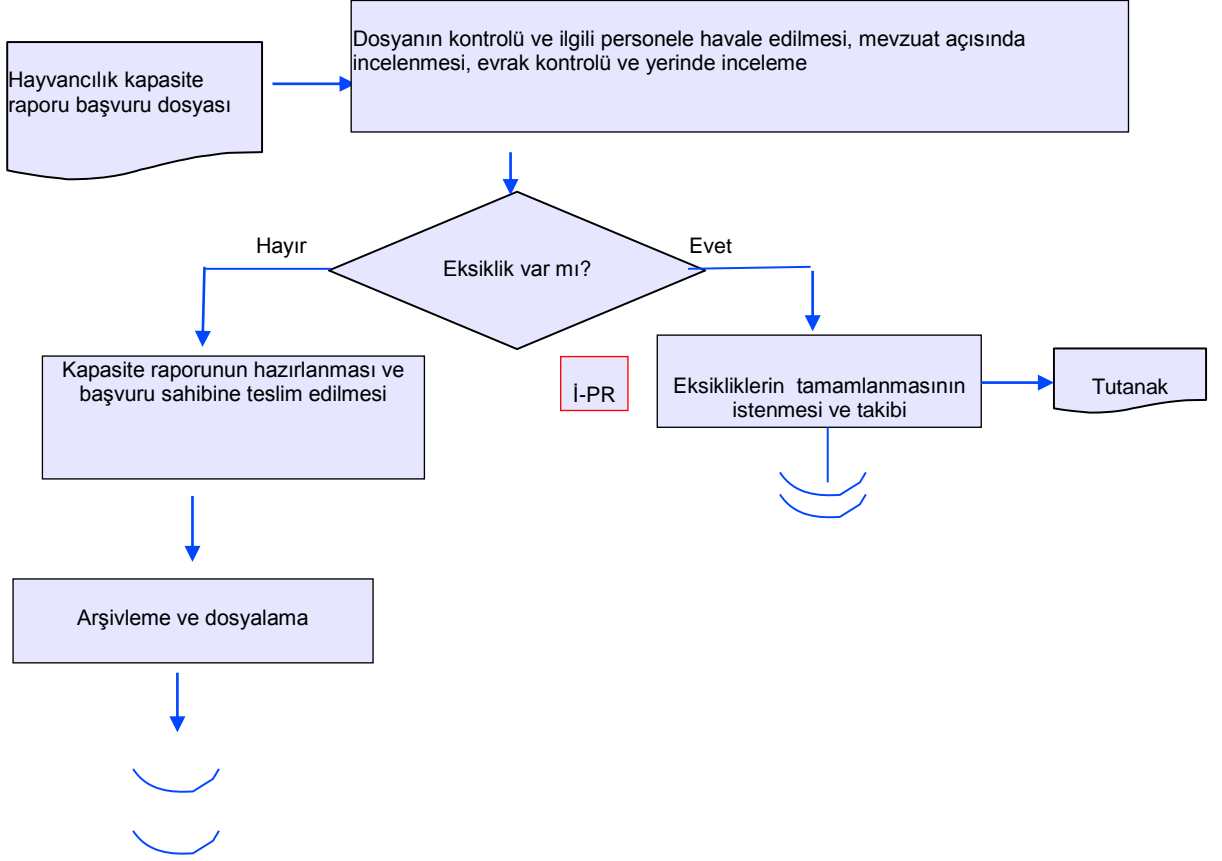 Dosyanın kontrolü ve ilgili personele havale edilmesi, mevzuat açısında
incelenmesi, evrak kontrolü ve yerinde inceleme
Hayvancılık kapasite
raporu başvuru dosyası
Hayır
Eksiklik var mı?
Evet
Kapasite raporunun hazırlanması ve
başvuru sahibine teslim edilmesi
İ-PR
Eksikliklerin tamamlanmasının
istenmesi ve takibi
Tutanak
Arşivleme ve dosyalama